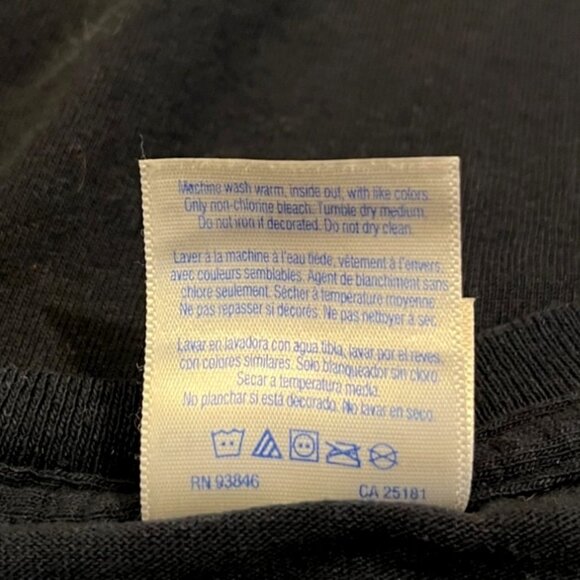 Machine wash warm, inside out, with like colors.
Only non-chlorine bleach. Tumble dry medium.
Do not iron if decorated. Do not dry clean.
Laver à la machine à l'eau tiède, vêtement à l'envers,
avec couleurs semblables. Agent de blanchiment sans
chlore seulement. Sécher à température moyenne.
Ne pas repasser si décorés. Ne pas nettoyer à sec.
Lavar en lavadora con agua tibia, lavar por el reves,
con colores similares. Solo blanqueador sin cloro.
Secar a temperatura media.
No planchar si está decorado. No lavar en seco.
RN 93846 CA 25181